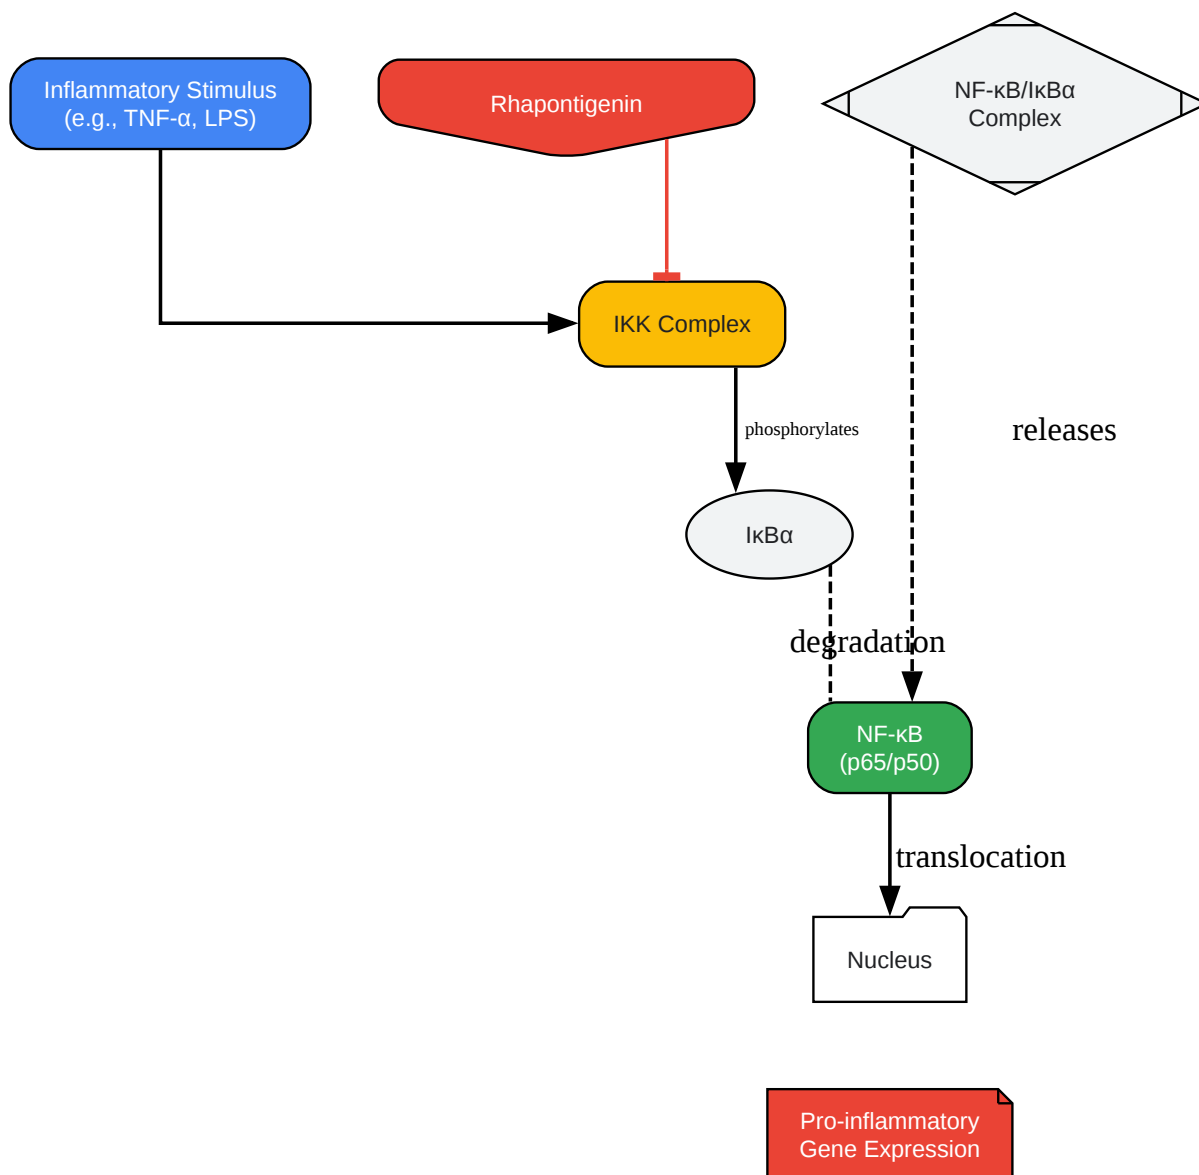 Inflammatory Stimulus
(e.g., TNF-α, LPS)
Rhapontigenin
NF-κB/IκBα
Complex
IKK Complex
phosphorylates
releases
IκBα
degradation
NF-κB
(p65/p50)
translocation
Nucleus
Pro-inflammatory
Gene Expression